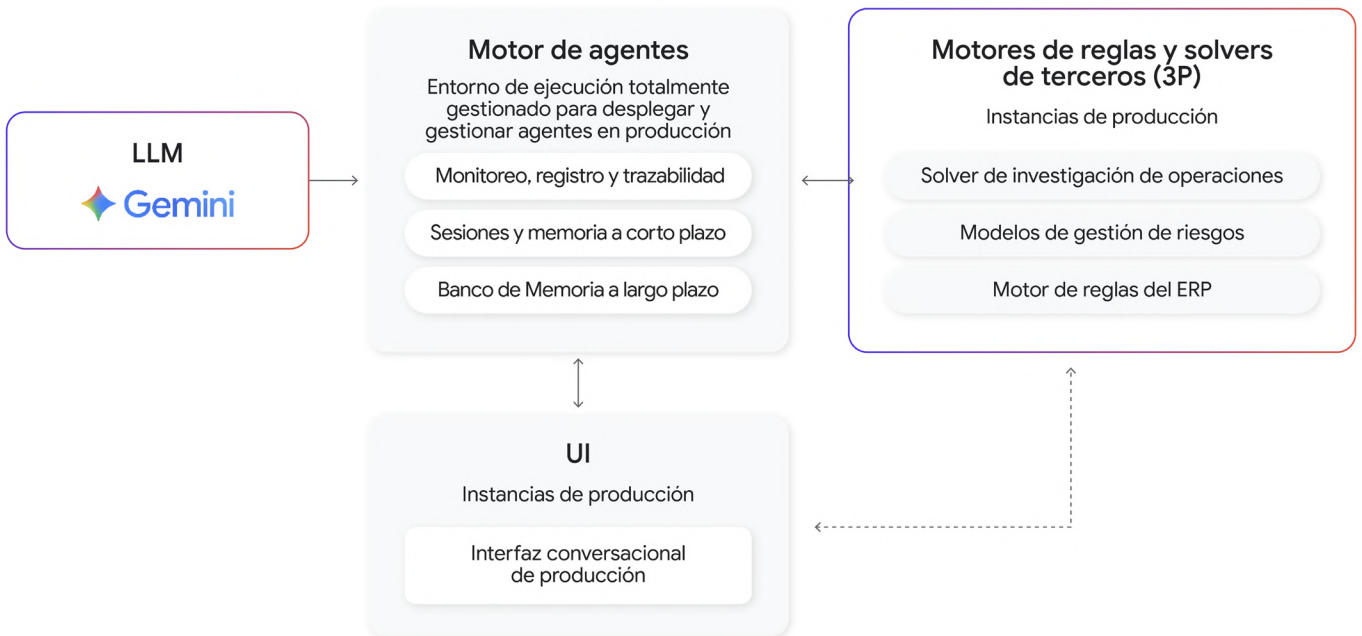 LLM
Gemini
Motor de agentes
Entorno de ejecución totalmente
gestionado para desplegar y
gestionar agentes en producción
Monitoreo, registro y trazabilidad
Sesiones y memoria a corto plazo
Banco de Memoria a largo plazo
Motores de reglas y solvers
de terceros (3P)
Instancias de producción
Solver de investigación de operaciones
Modelos de gestión de riesgos
Motor de reglas del ERP
UI
Instancias de producción
Interfaz conversacional
de producción